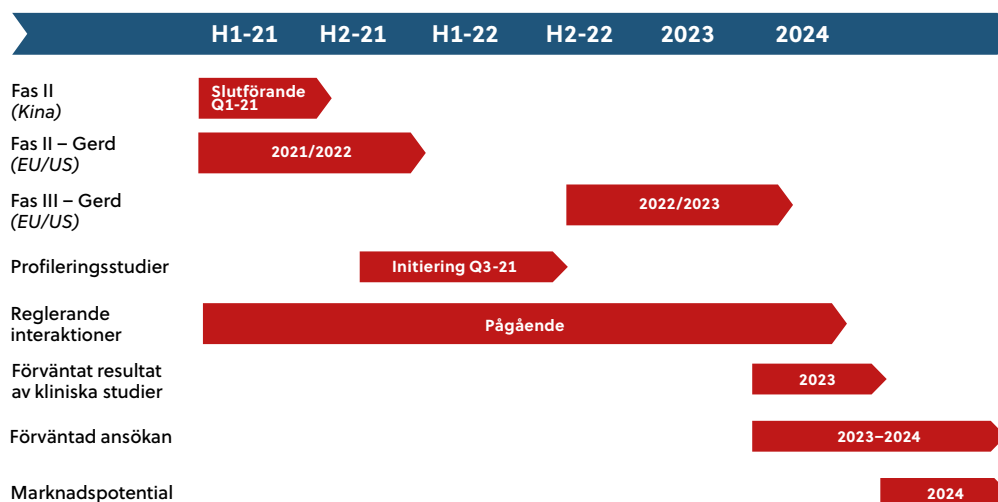 H1-21 H2-21 H1-22 H2-22 2023 2024
Fas II
(Kina)
Slutförande
Q1-21
Fas II – Gerd
(EU/US)
2021/2022
Fas III – Gerd
(EU/US)
2022/2023
Profileringsstudier
Initiering Q3-21
Reglerande
interaktioner
Pågående
Förväntat resultat
av kliniska studier
2023
Förväntad ansökan
2023–2024
Marknadspotential
2024